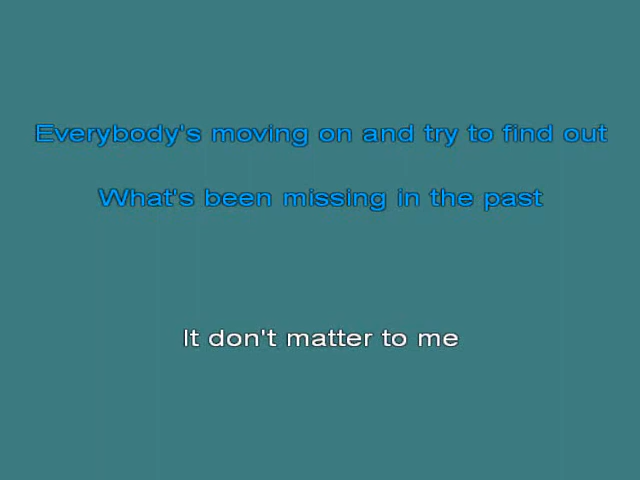 Everybody's moving on and try to find out
What's been missing in the past
It don't matter to me